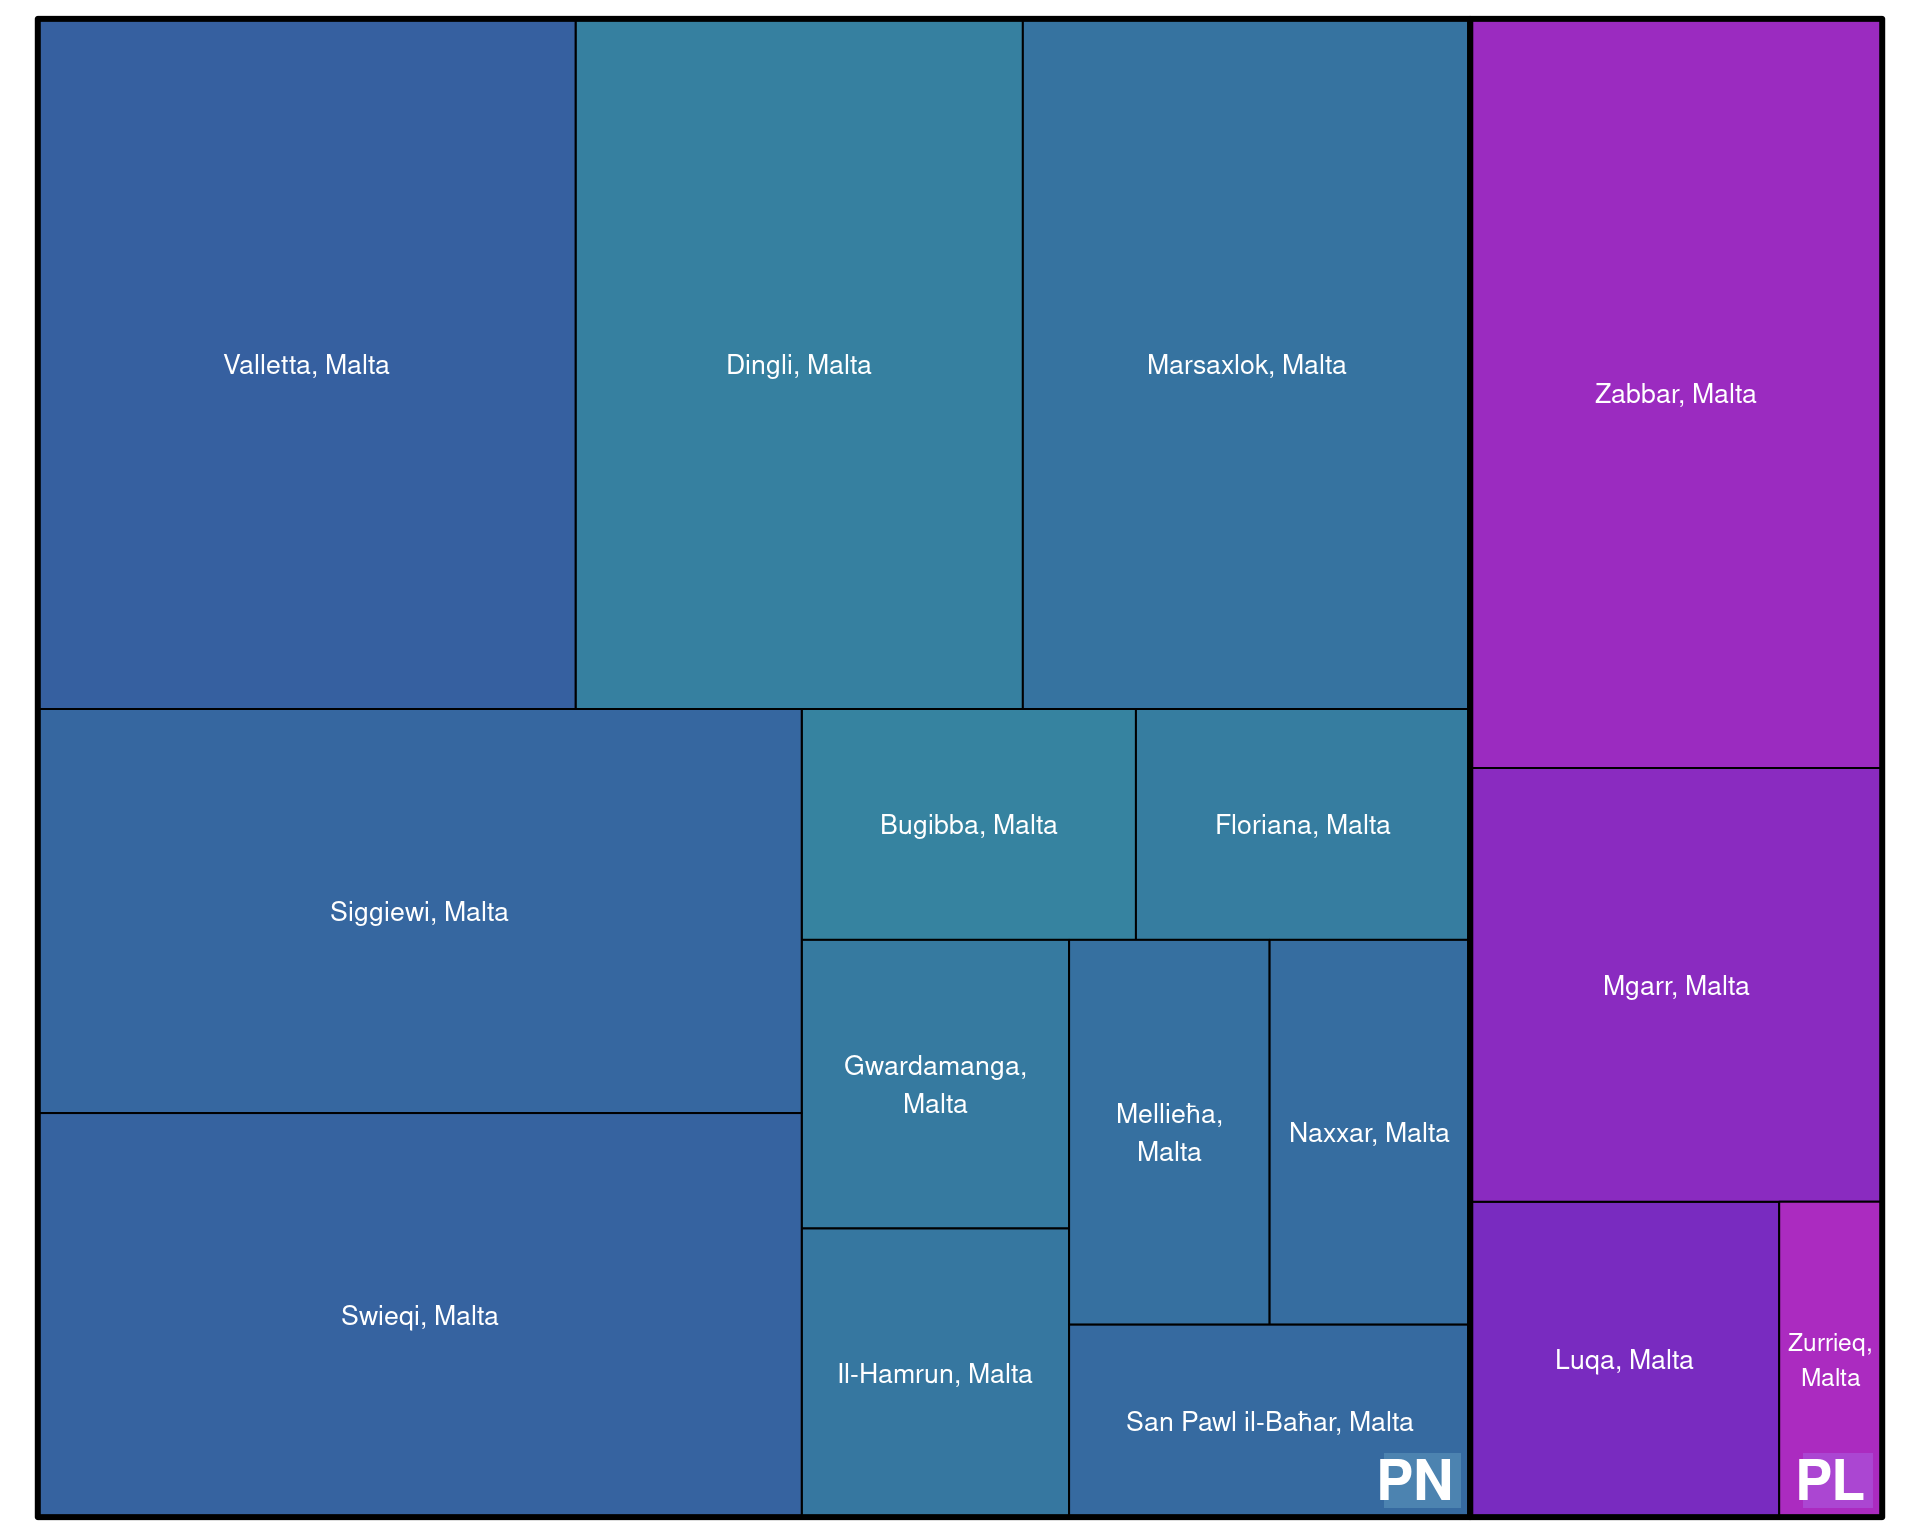 Valletta, Malta
Dingli, Malta
Marsaxlok, Malta
Zabbar, Malta
Siggiewi, Malta
Bugibba, Malta
Floriana, Malta
Mgarr, Malta
Gwardamanga,
Malta
Mellieħa,
Malta
Naxxar, Malta
Swieqi, Malta
Il-Hamrun, Malta
San Pawl il-Baħar, Malta
PN
Luqa, Malta
Zurrieq,
Malta
PL